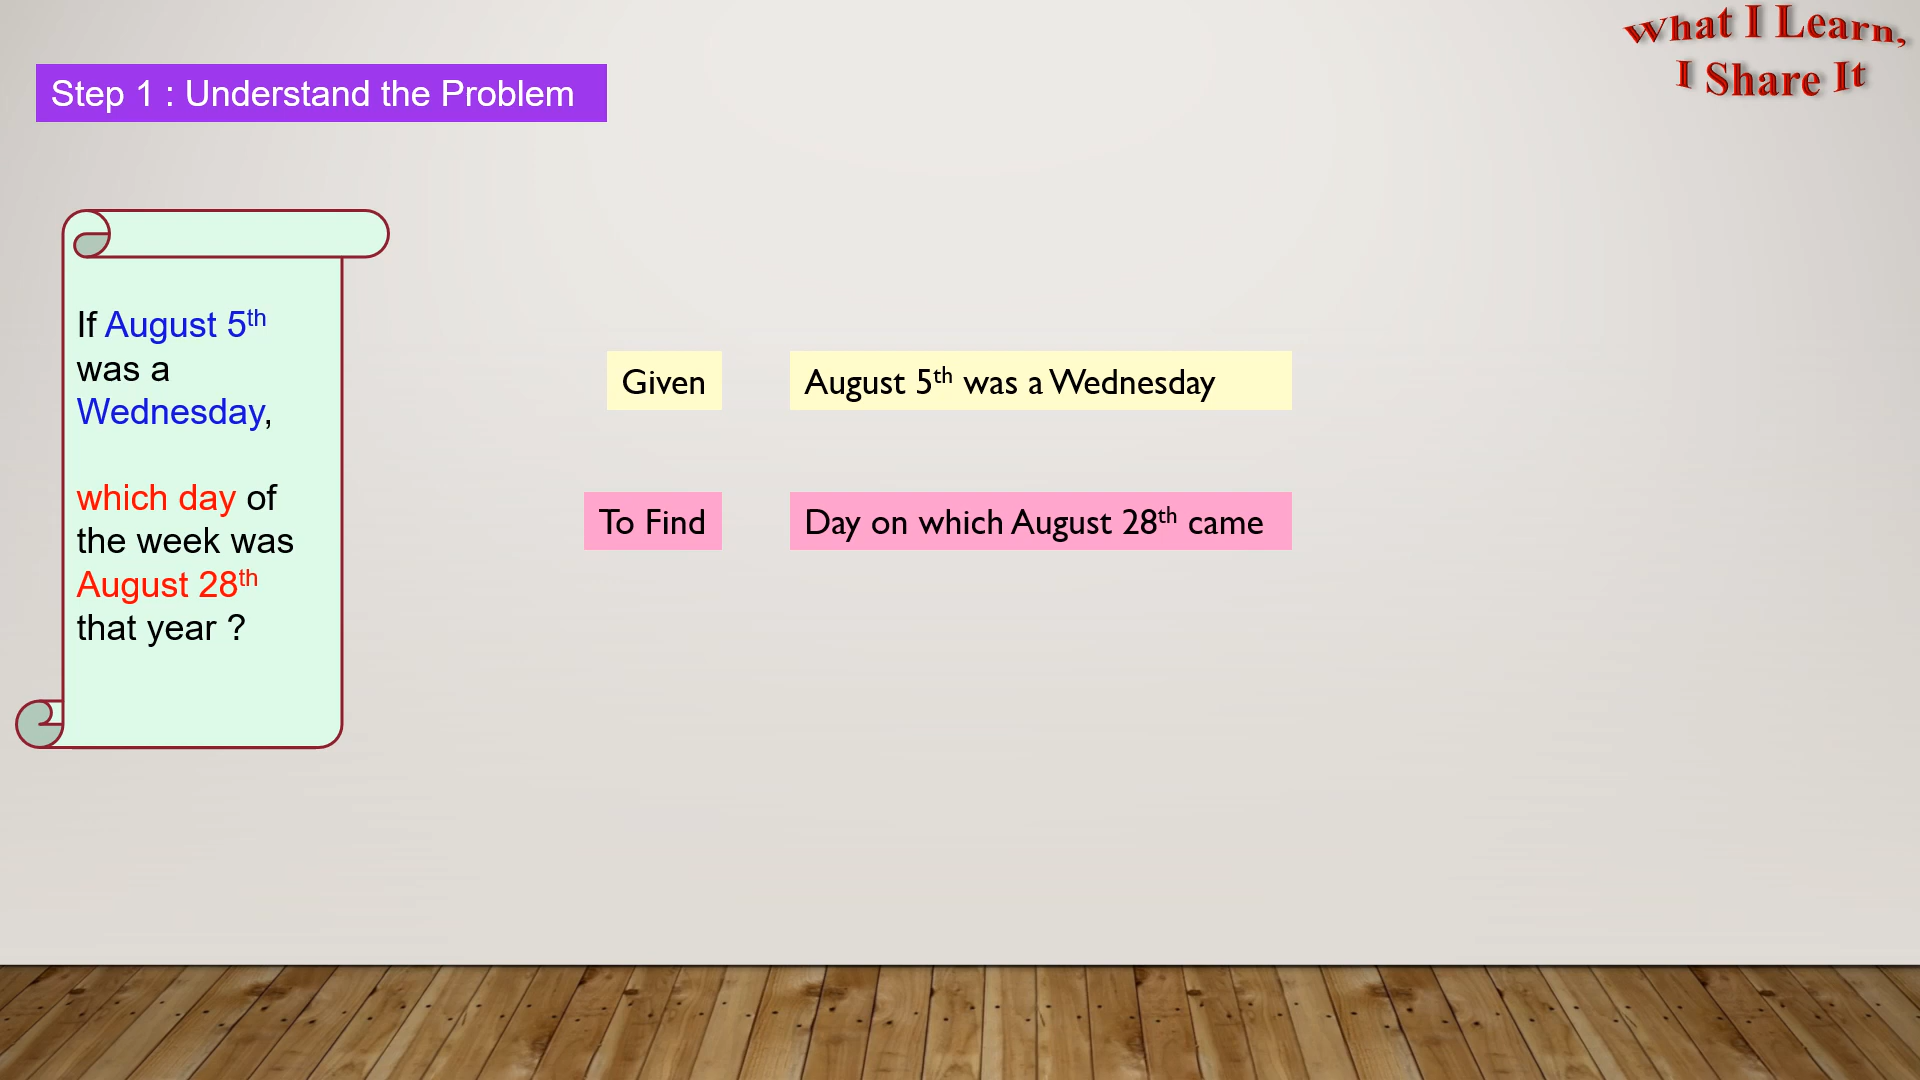 What I Learn,
I Share It
Step 1 : Understand the Problem
If August 5th
was a
Wednesday,
which day of
the week was
August 28th
that year ?
Given
August 5th was a Wednesday
To Find
Day on which August 28th came